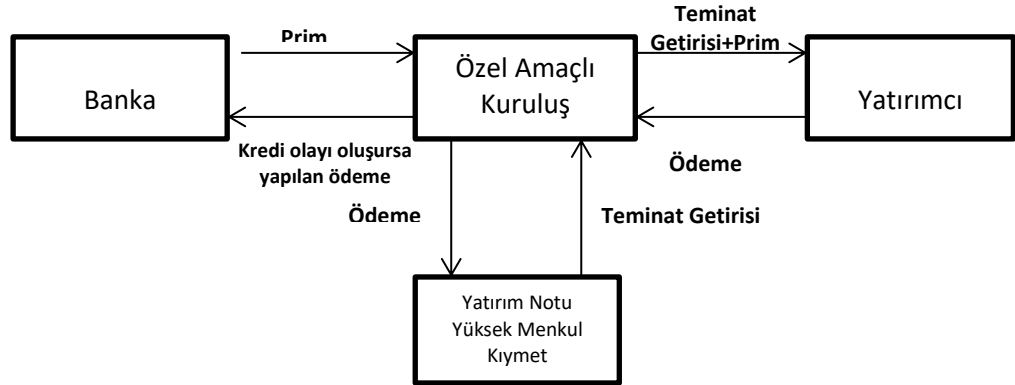 Banka
Prim
Özel Amaçlı
Kuruluş
Teminat
Getirisi+Prim
Yatırımcı
Kredi olayı oluşursa
yapılan ödeme
Ödeme
Ödeme
Teminat Getirisi
Yatırım Notu
Yüksek Menkul
Kıymet